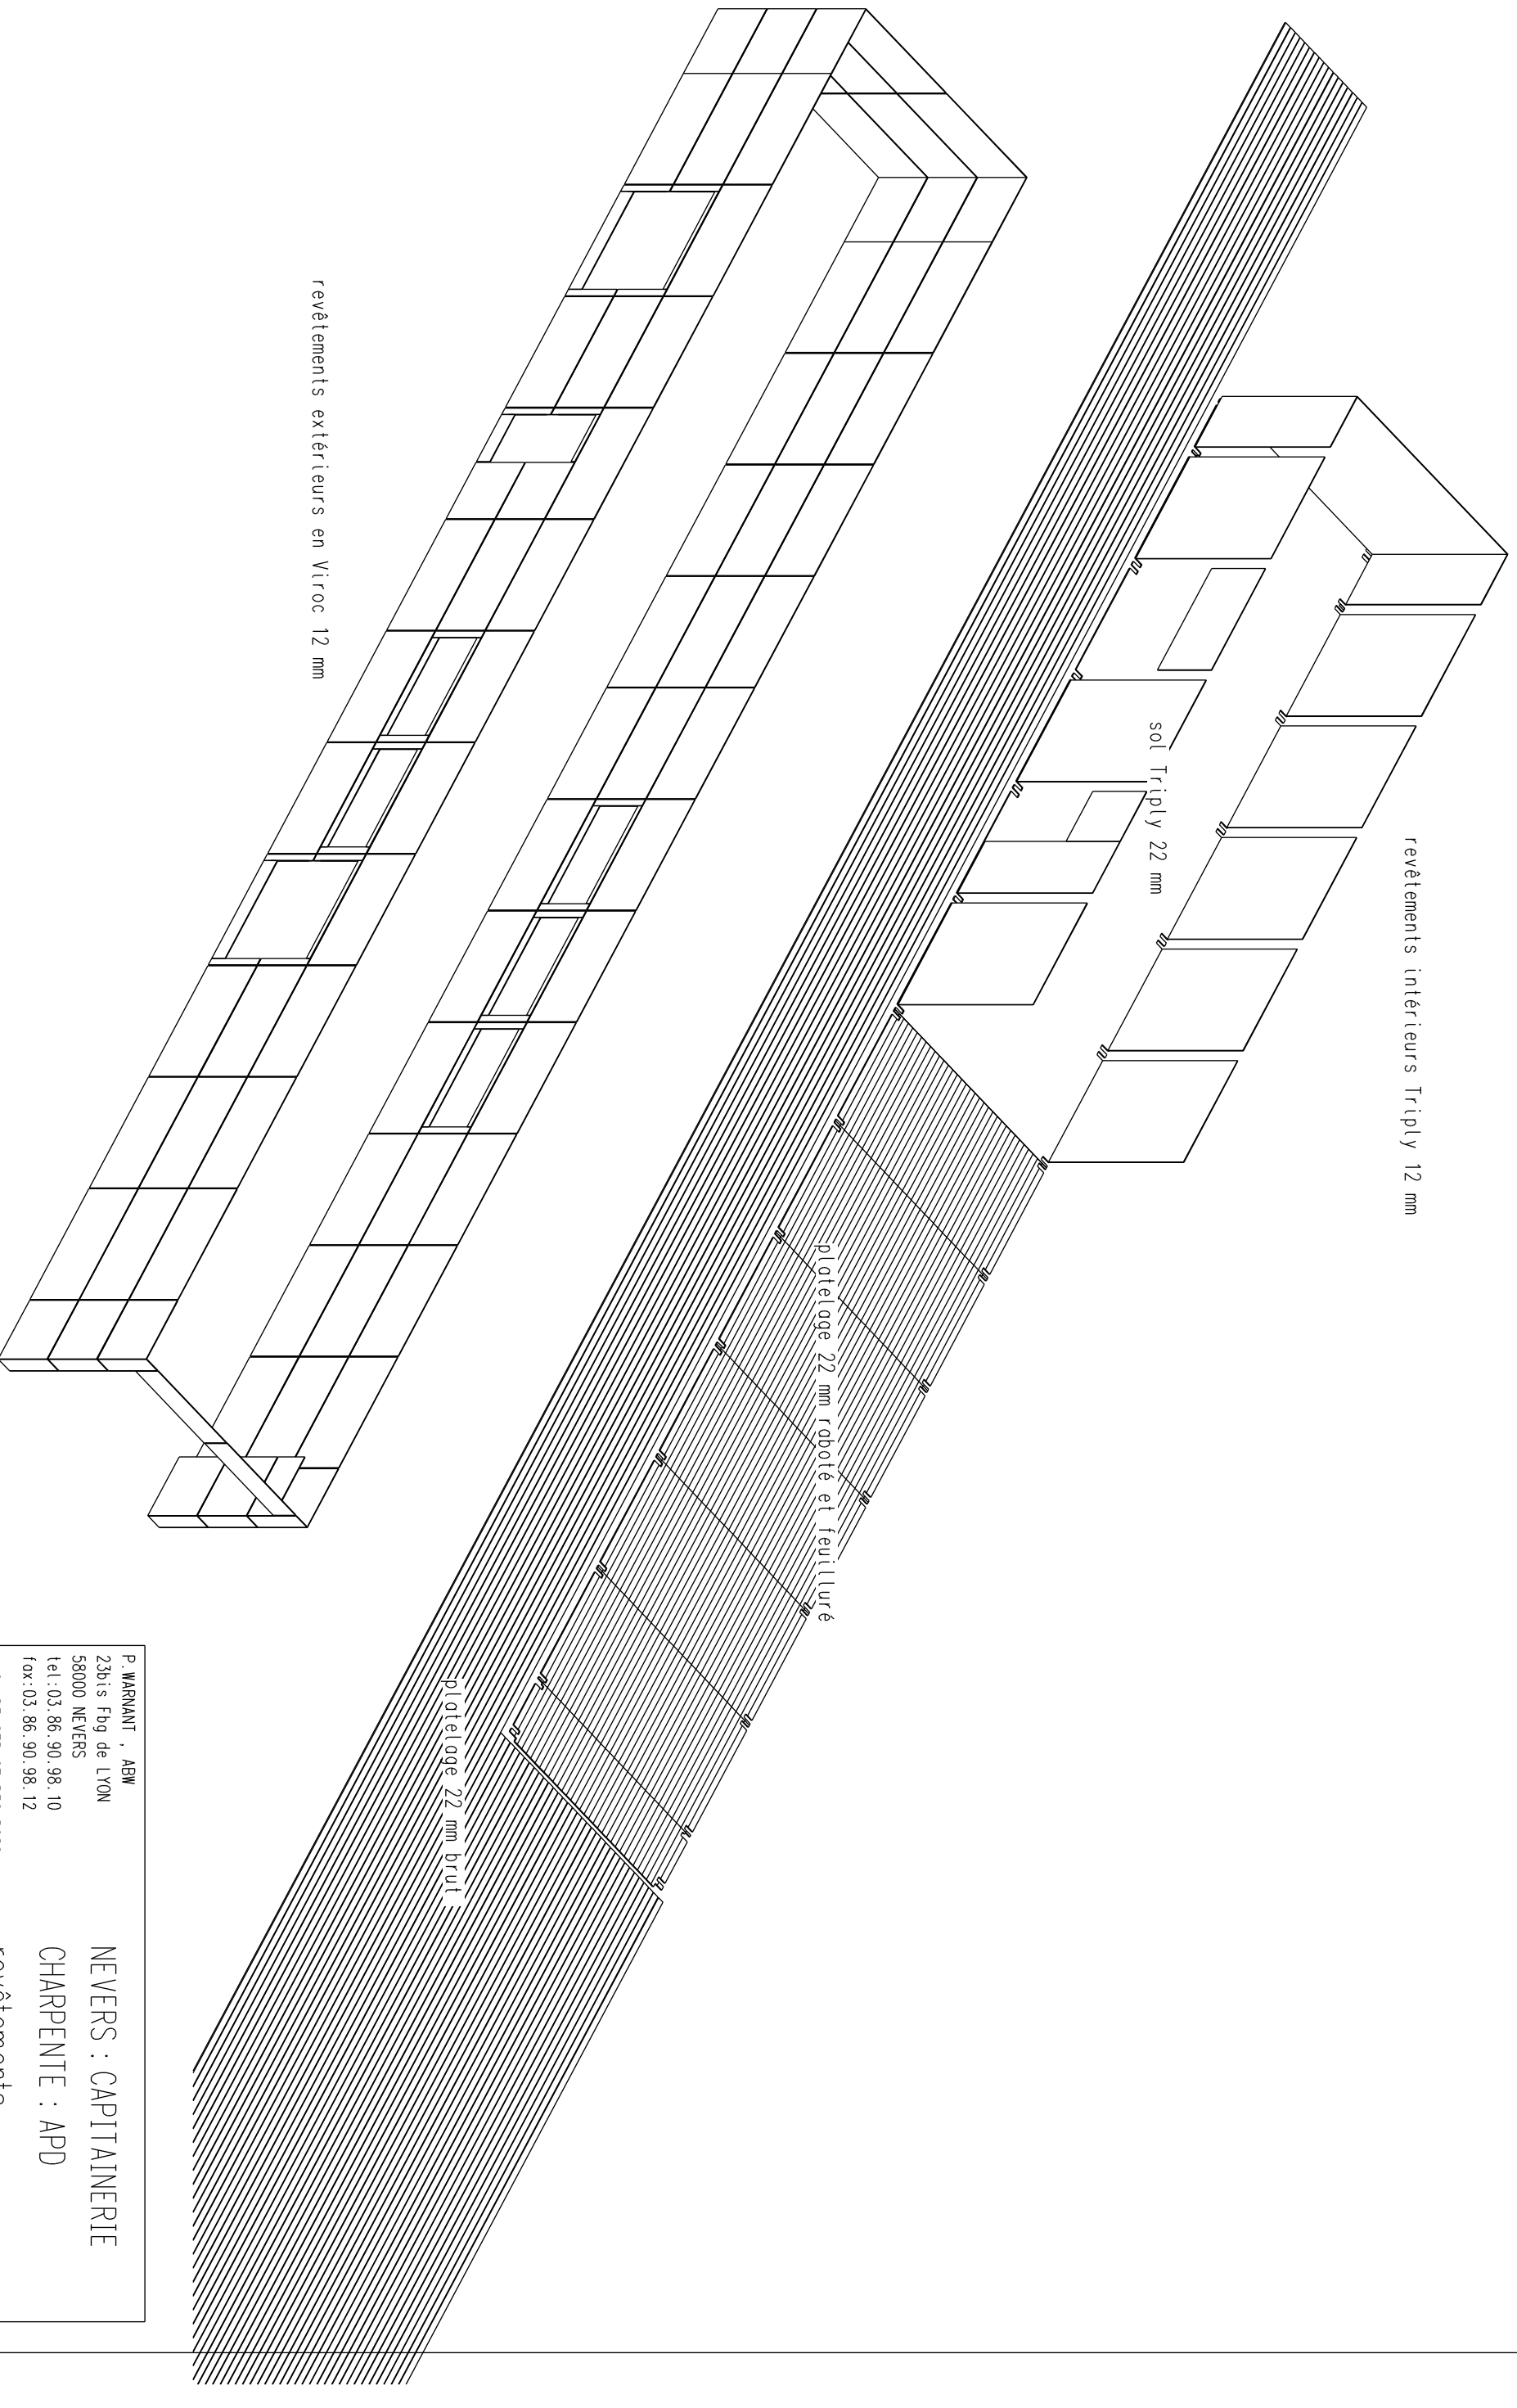 revêtements intérieurs Triply 12 mm
sol Triply 22 mm
platelage 22 mm raboté et feuilluré
platelage 22 mm brut
revêtements extérieurs en Viroc 12 mm
P.WARNANT , ABW
23bis Fbg de LYON
58000 NEVERS
tel:03.86.90.98.10
fax:03.86.90.98.12
NEVERS : CAPITAINERIE
CHARPENTE : APD
revêtements